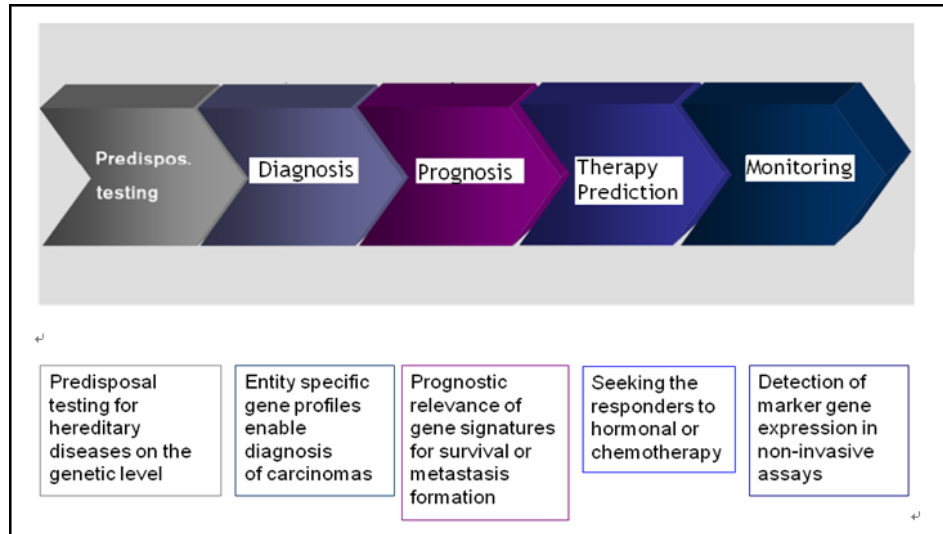 Predispos.
testing
Diagnosis
Prognosis
Therapy
Prediction
Monitoring
Predisposal
testing for
hereditary
diseases on the
genetic level
Entity specific
gene profiles
enable
diagnosis
of carcinomas
Prognostic
relevance of
gene signatures
for survival or
metastasis
formation
Seeking the
responders to
hormonal or
chemotherapy
Detection of
marker gene
expression in
non-invasive
assays